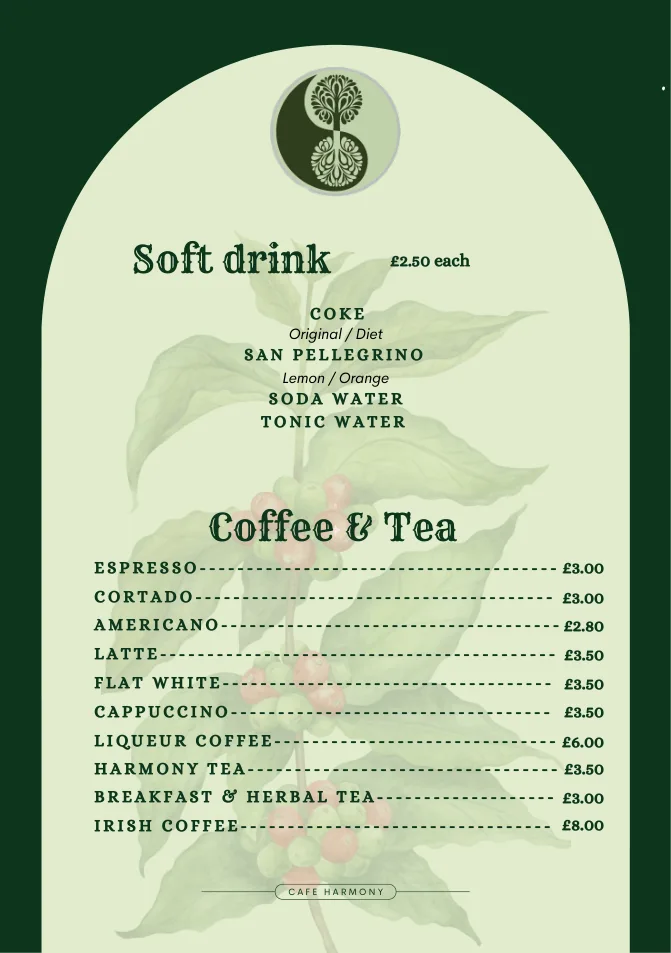 Soft drink £2.50 each
COKE
Original / Diet
SAN PELLEGRINO
Lemon / Orange
SODA WATER
TONIC WATER
Coffee & Tea
ESPRESSO £3.00
CORTADO £3.00
AMERICANO £2.80
LATTE £3.50
FLAT WHITE £3.50
CAPPUCCINO £3.50
LIQUEUR COFFEE £6.00
HARMONY TEA £3.50
BREAKFAST & HERBAL TEA £3.00
IRISH COFFEE £8.00
CAFE HARMONY